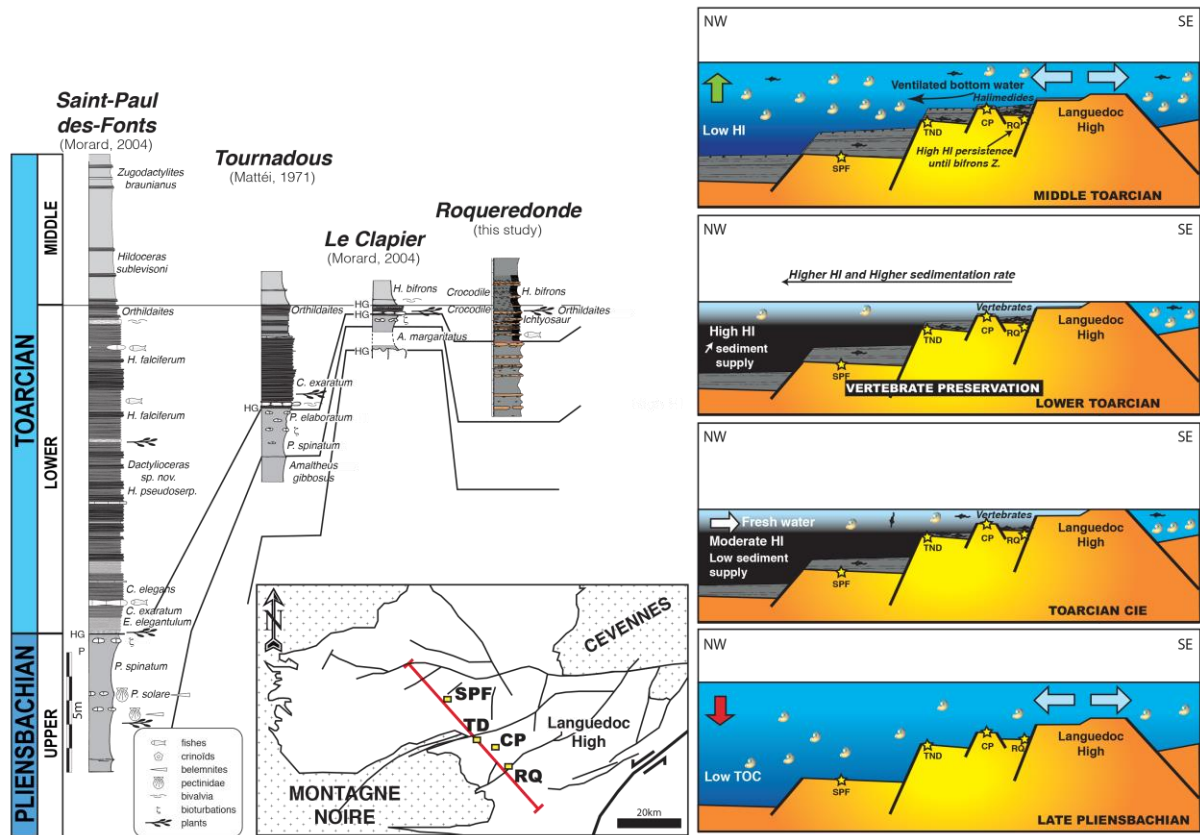 Saint-Paul
des-Fonts
(Morard, 2004)
Tournadous
(Mattéi, 1971)
Le Clapier
(Morard, 2004)
Roqueredonde
(this study)
TOARCIAN
PLIENSBACHIAN
MIDDLE
LOWER
UPPER
Zugodactylites
braunianus
Hildoceras
sublevisoni
Orthildaites
H. falciferum
H. falciferum
Dactylioceras
sp. nov.
H. pseudoserp.
C. elegans
C. exaratum
E. elegantulum
HG
P
ξ
P. spinatum
P. solare
5m
Orthildaites
C. exaratum
HG
P. elaboratum
ξ
P. spinatum
Amaltheus
gibbosus
H. bifrons
HG
HG
ξ
A. margaritatus
HG
Crocodile
H. bifrons
Crocodile
Orthildaites
Ichtyosaur
fishes
crinoïds
belemnites
pectinidae
bivalvia
ξ bioturbations
plants
N
CEVENNES
SPF
TD
CP
Languedoc
High
RQ
MONTAGNE
NOIRE
20km
NW
SE
Ventilated bottom water
Halimedides
Low HI
TND
CP
RQ
Languedoc
High
SPF
High HI persistence
until bifrons Z.
MIDDLE TOARCIAN
NW
SE
Higher HI and Higher sedimentation rate
Vertebrates
High HI
sediment
supply
TND
CP
RQ
Languedoc
High
SPF
VERTEBRATE PRESERVATION
LOWER TOARCIAN
NW
SE
Fresh water
Vertebrates
Moderate HI
Low sediment
supply
TND
CP
RQ
Languedoc
High
SPF
TOARCIAN CIE
NW
SE
Low TOC
TND
CP
RQ
Languedoc
High
SPF
LATE PLIENSBACHIAN